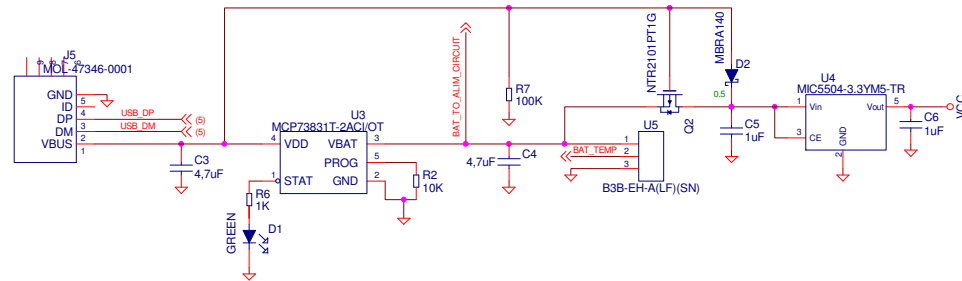 J5
MOL-47346-0001
GND
ID
DP
DM
VBUS
5
4
3
2
1
USB_DP
USB_DM
(5)
(5)
C3
4,7uF
U3
MCP73831T-2ACI/OT
4
VDD
VBAT
3
PROG
5
1
STAT
GND
2
R6
1K
GREEN
D1
R2
10K
BAT_TO_ALIM_CIRCUIT
R7
100K
C4
4,7uF
BAT_TEMP
U5
1
2
3
B3B-EH-A(LF)(SN)
NTR2101PT1G
Q2
MBRA140
D2
0.5
C5
1uF
U4
MIC5504-3.3YM5-TR
1
Vin
Vout
5
3
CE
GND
2
C6
1uF
VCC